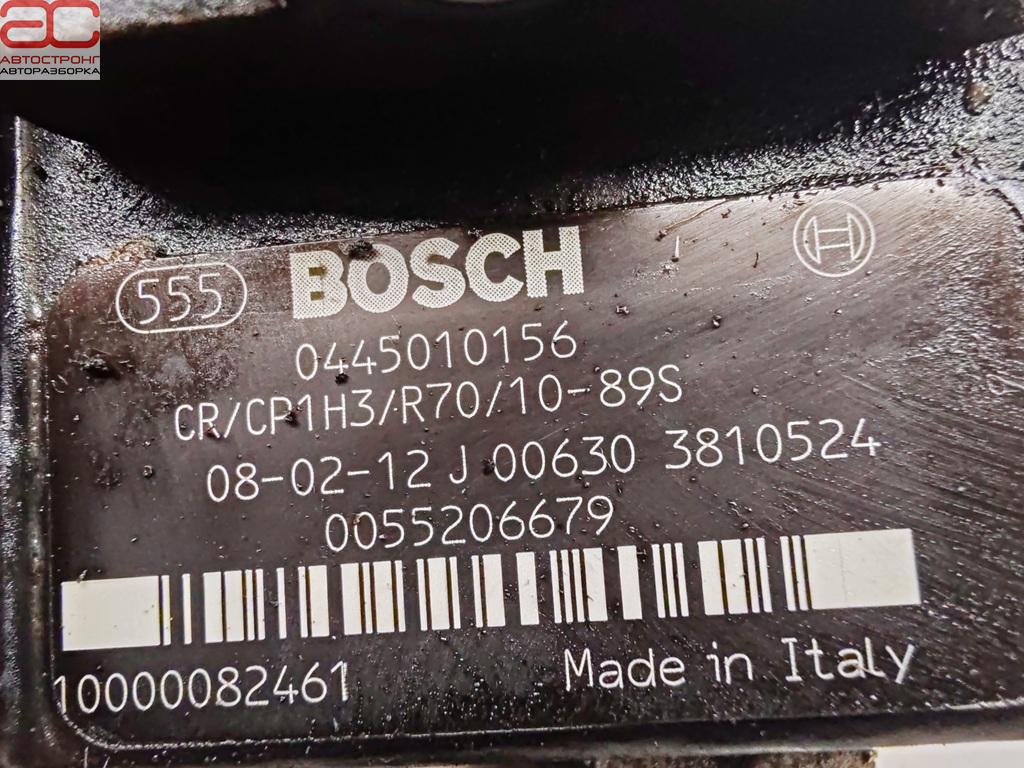 ac
АВТОСТРОНГ
АВТОРАЗБОРКА
555 BOSCH
0445010156
CR/CP1H3/R70/10-89S
08-02-12 J 00630 3810524
0055206679
10000082461 Made in Italy